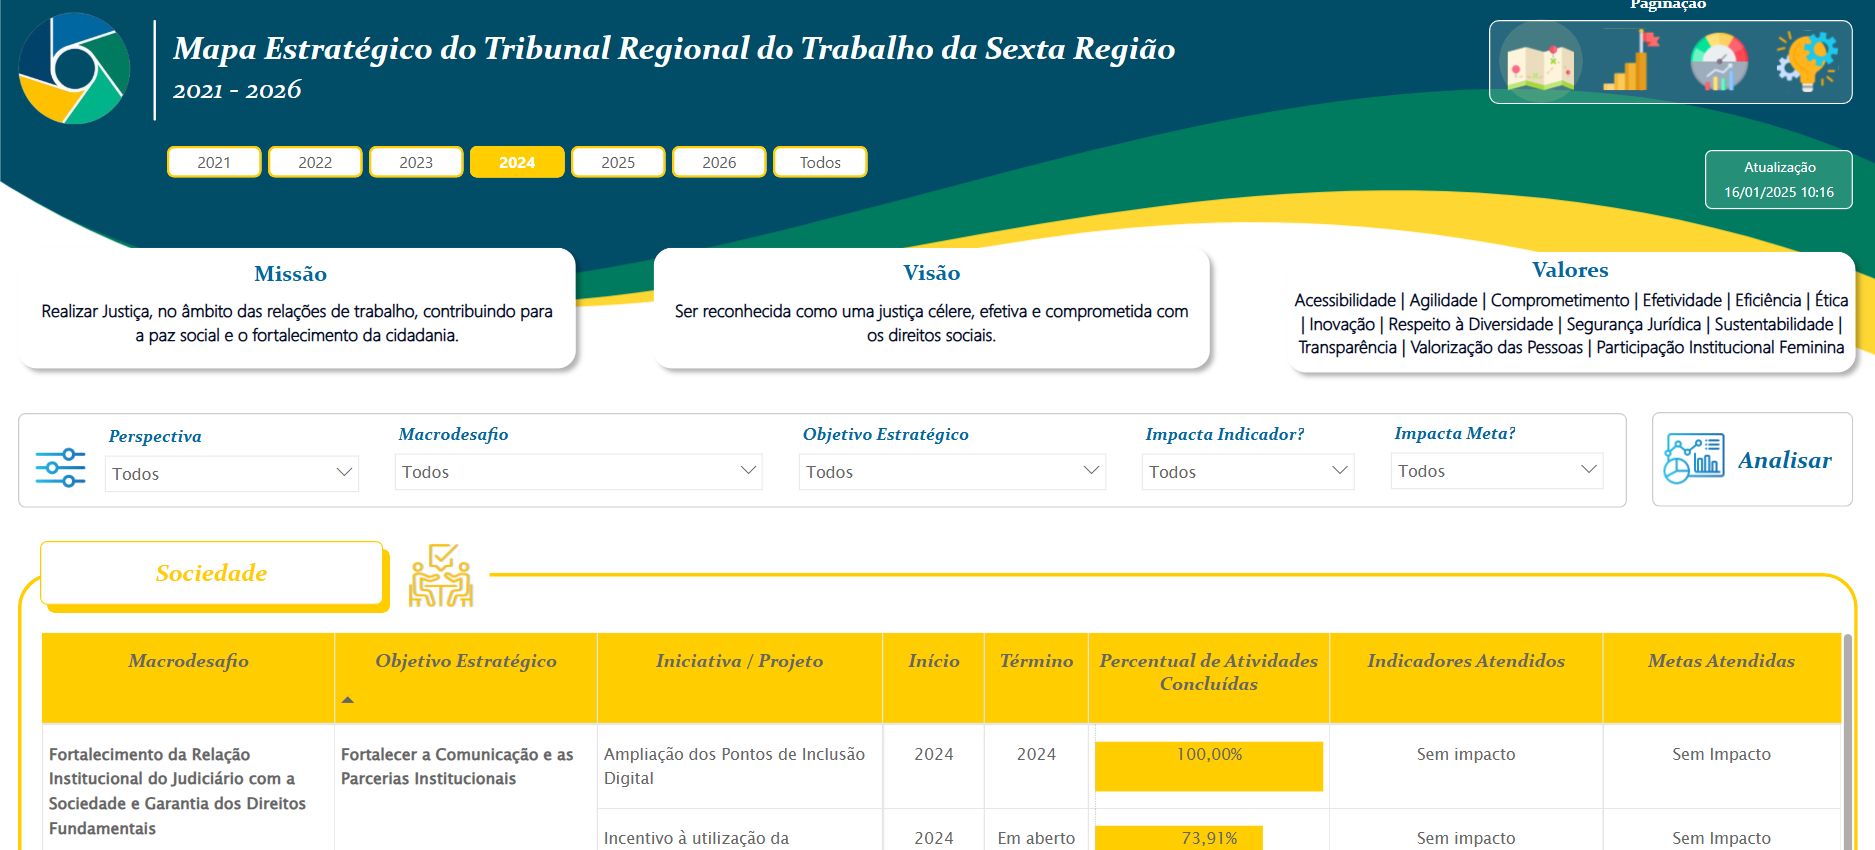 Paginação
Mapa Estratégico do Tribunal Regional do Trabalho da Sexta Região
2021 - 2026
2021
2022
2023
2024
2025
2026
Todos
Atualização
16/01/2025 10:16
Missão
Realizar Justiça, no âmbito das relações de trabalho, contribuindo para
a paz social e o fortalecimento da cidadania.
Visão
Ser reconhecida como uma justiça célere, efetiva e comprometida com
os direitos sociais.
Valores
Acessibilidade | Agilidade | Comprometimento | Efetividade | Eficiência | Ética
| Inovação | Respeito à Diversidade | Segurança Jurídica | Sustentabilidade |
Transparência | Valorização das Pessoas | Participação Institucional Feminina
Perspectiva
Todos
Macrodesafio
Todos
Objetivo Estratégico
Todos
Impacta Indicador?
Todos
Impacta Meta?
Todos
Analisar
Sociedade
Macrodesafio
Objetivo Estratégico
Iniciativa / Projeto
Início
Término
Percentual de Atividades
Concluídas
Indicadores Atendidos
Metas Atendidas
Fortalecimento da Relação
Institucional do Judiciário com a
Sociedade e Garantia dos Direitos
Fundamentais
Fortalecer a Comunicação e as
Parcerias Institucionais
Ampliação dos Pontos de Inclusão
Digital
2024
2024
100,00%
Sem impacto
Sem Impacto
Incentivo à utilização da
2024
Em aberto
73,91%
Sem impacto
Sem Impacto